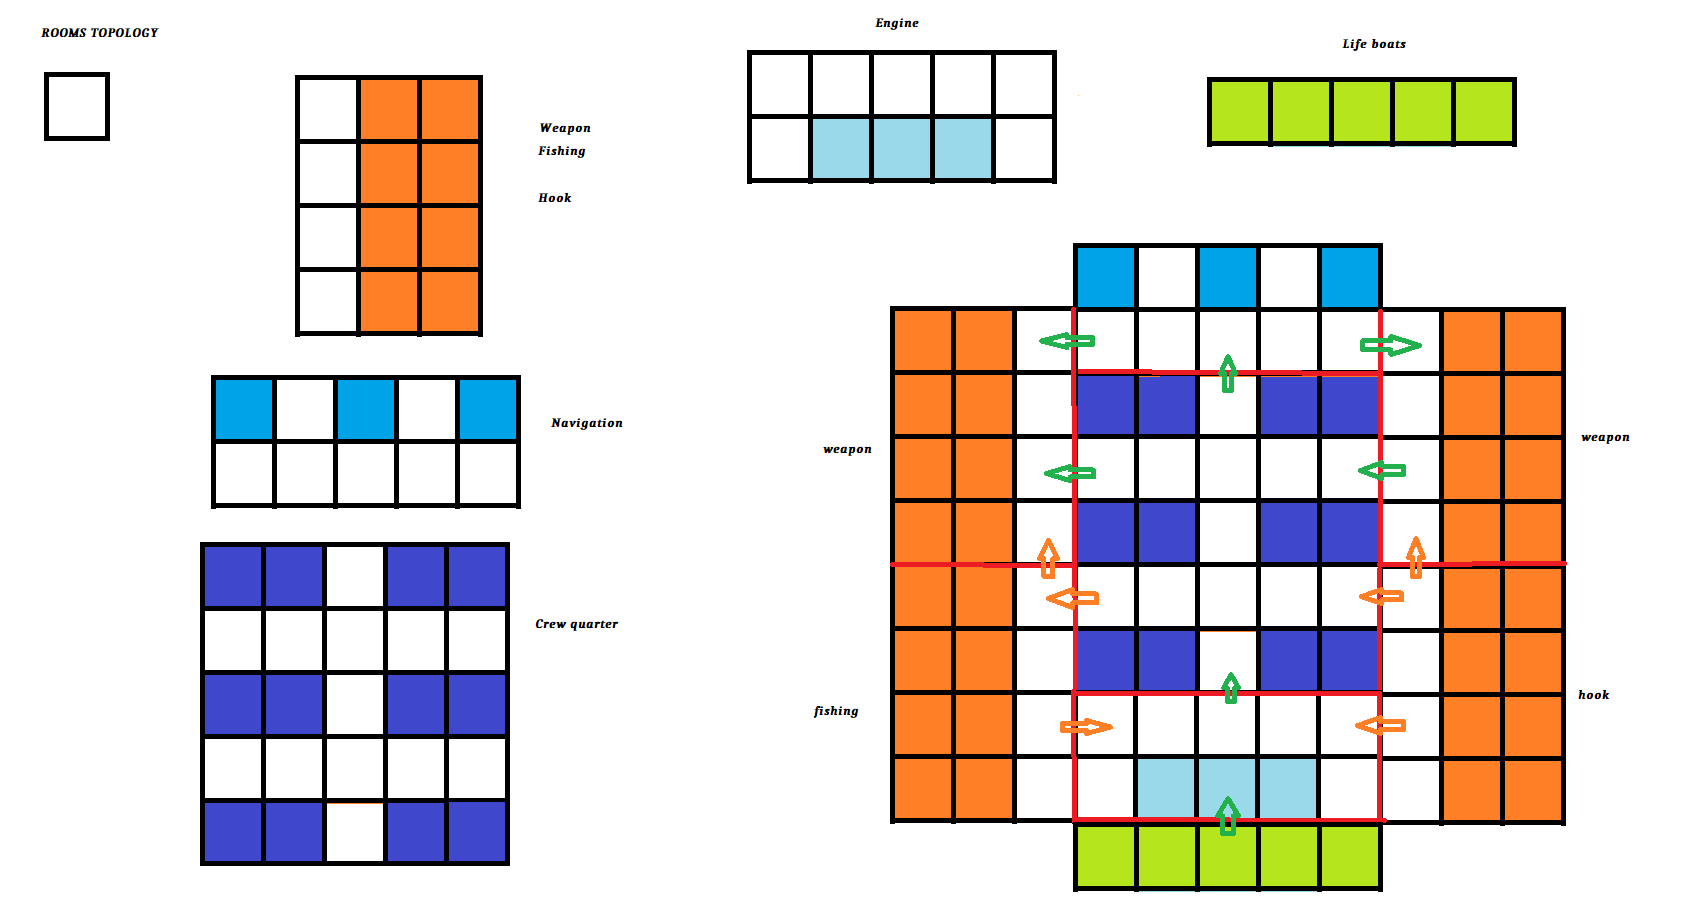 ROOMS TOPOLOGY
Engine
Life boats
Weapon
Fishing
Hook
Navigation
Crew quarter
weapon
weapon
fishing
hook